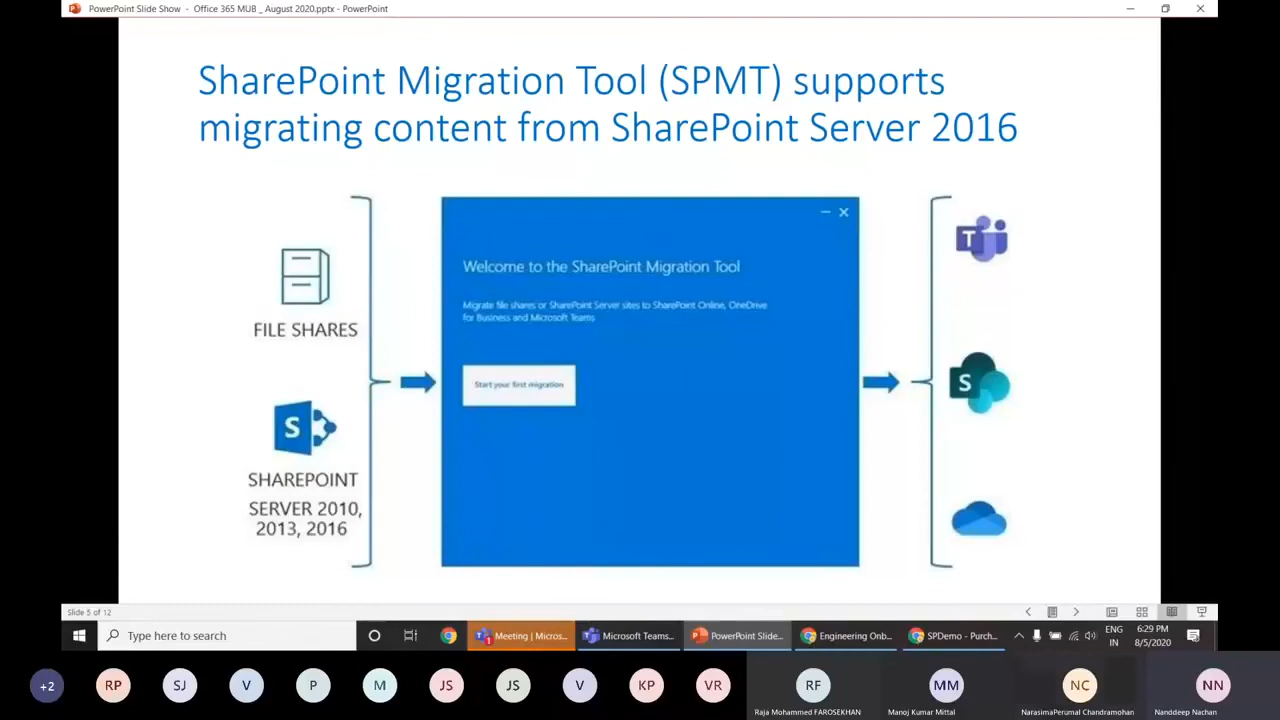 PowerPoint Slide Show - Office 365 MUB _ August 2020.pptx - PowerPoint
SharePoint Migration Tool (SPMT) supports
migrating content from SharePoint Server 2016
FILE SHARES
S
SHAREPOINT
SERVER 2010,
2013, 2016
Welcome to the SharePoint Migration Tool
Migrate file shares or SharePoint Server sites to SharePoint Online, OneDrive
for Business and Microsoft Teams
Start your first migration
T
S
Slide 5 of 12
Type here to search
Meeting | Micros...
1
Microsoft Teams...
PowerPoint Slide...
Engineering Onb...
SPDemo - Purch...
ENG
IN
6:29 PM
8/5/2020
+2
RP
SJ
V
P
M
JS
JS
V
KP
VR
RF
MM
NC
NN
Raja Mohammed FAROSEKHAN
Manoj Kumar Mittal
NarasimaPerumal Chandramohan
Nanddeep Nachan